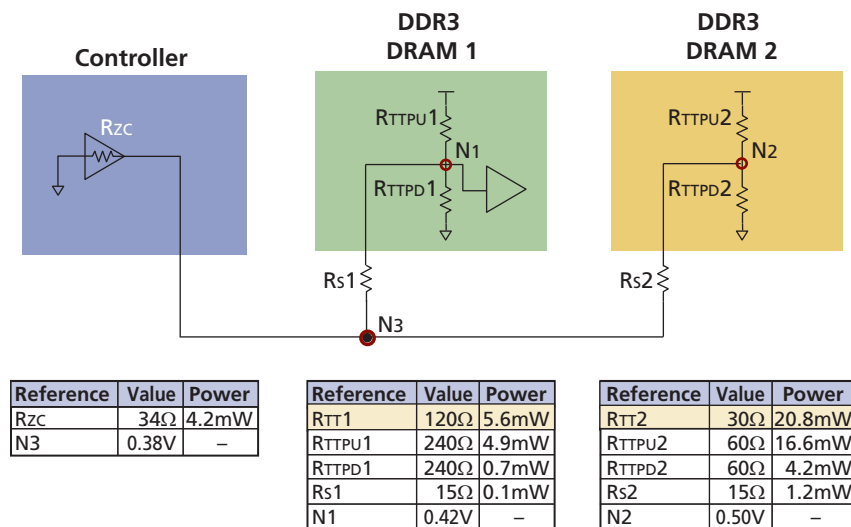 Controller
DDR3
DRAM 1
DDR3
DRAM 2
RZC
RTTPU1
N1
RTTPD1
RTTPU2
N2
RTTPD2
RS1
RS2
N3
Reference Value Power
RZC 34Ω 4.2mW
N3 0.38V –
Reference Value Power
RTT1 120Ω 5.6mW
RTTPU1 240Ω 4.9mW
RTTPD1 240Ω 0.7mW
RS1 15Ω 0.1mW
N1 0.42V –
Reference Value Power
RTT2 30Ω 20.8mW
RTTPU2 60Ω 16.6mW
RTTPD2 60Ω 4.2mW
RS2 15Ω 1.2mW
N2 0.50V –